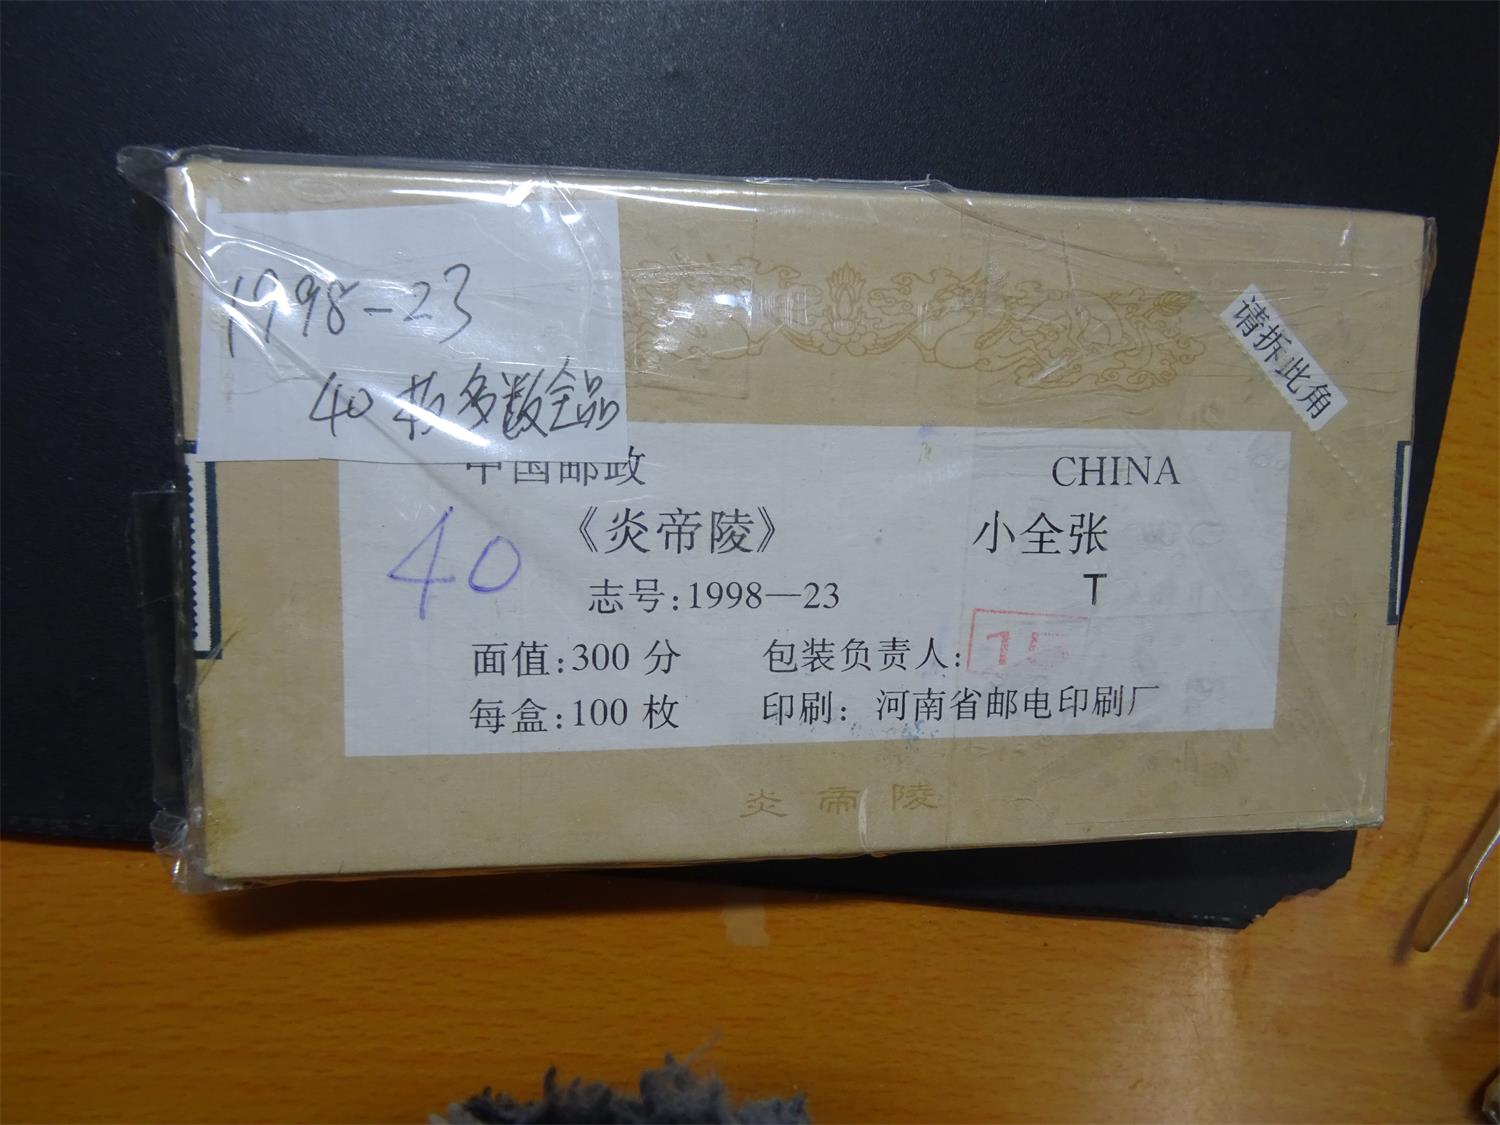 1998-23
40枚多数全品
请拆此角
中国邮政 CHINA
40
《炎帝陵》 小全张
志号:1998—23 T
面值:300 分 包装负责人:
每盒:100 枚 印刷: 河南省邮电印刷厂
炎帝陵